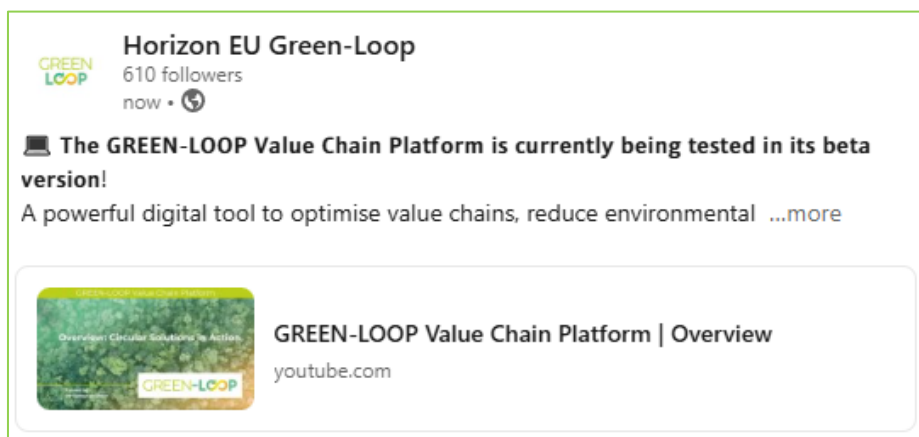 GREEN
LOOP
Horizon EU Green-Loop
610 followers
now •
The GREEN-LOOP Value Chain Platform is currently being tested in its beta
version!
A powerful digital tool to optimise value chains, reduce environmental ...more
GREEN-LOOP Value Chain Platform
Overview: Circular Solutions in Action
GREEN-LOOP
GREEN-LOOP Value Chain Platform | Overview
youtube.com